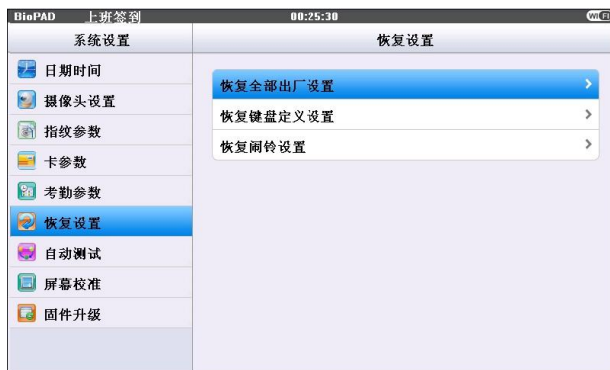 BioPAD 上班签到 00:25:30 WIFI
系统设置
恢复设置
日期时间
摄像头设置
指纹参数
卡参数
考勤参数
恢复设置
自动测试
屏幕校准
固件升级
恢复全部出厂设置
恢复键盘定义设置
恢复闹铃设置